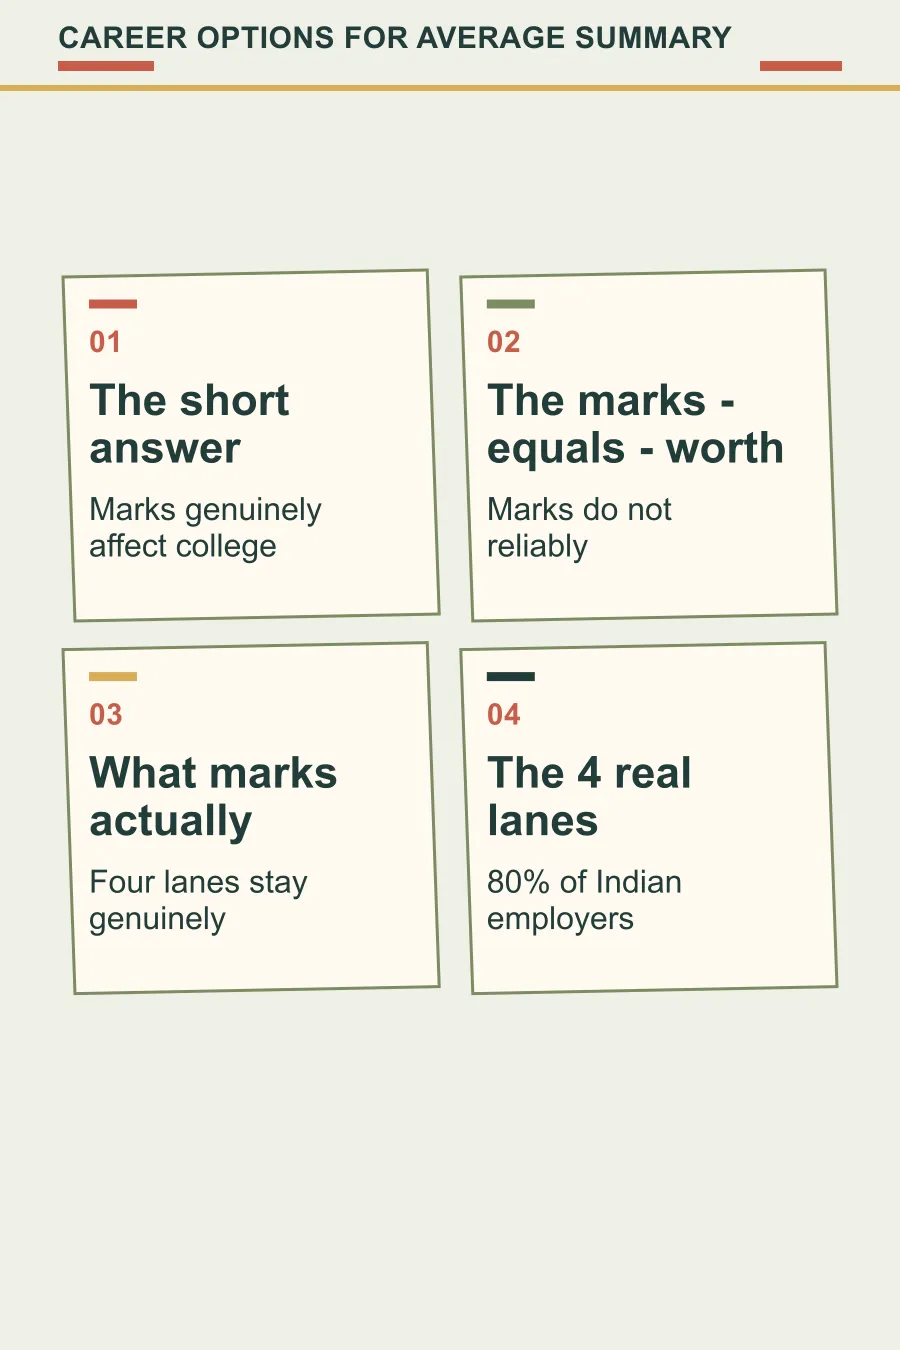 CAREER OPTIONS FOR AVERAGE SUMMARY
01
The short
answer
Marks genuinely
affect college
02
The marks -
equals - worth
Marks do not
reliably
03
What marks
actually
Four lanes stay
genuinely
04
The 4 real
lanes
80% of Indian
employers